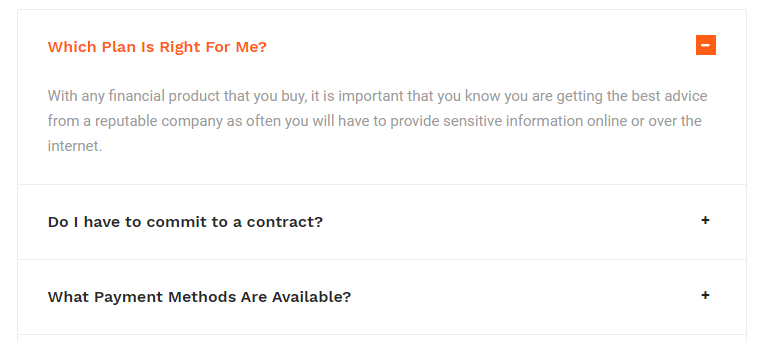 Which Plan Is Right For Me?
With any financial product that you buy, it is important that you know you are getting the best advice
from a reputable company as often you will have to provide sensitive information online or over the
internet.
Do I have to commit to a contract?
+
What Payment Methods Are Available?
+